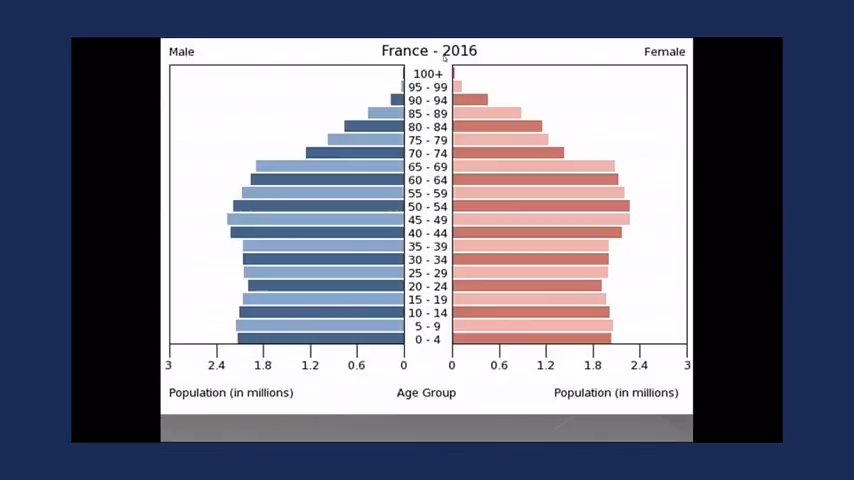 Male France - 2016 Female
100+
95 - 99
90 - 94
85 - 89
80 - 84
75 - 79
70 - 74
65 - 69
60 - 64
55 - 59
50 - 54
45 - 49
40 - 44
35 - 39
30 - 34
25 - 29
20 - 24
15 - 19
10 - 14
5 - 9
0 - 4
3 2.4 1.8 1.2 0.6 0 0 0.6 1.2 1.8 2.4 3
Population (in millions) Age Group Population (in millions)